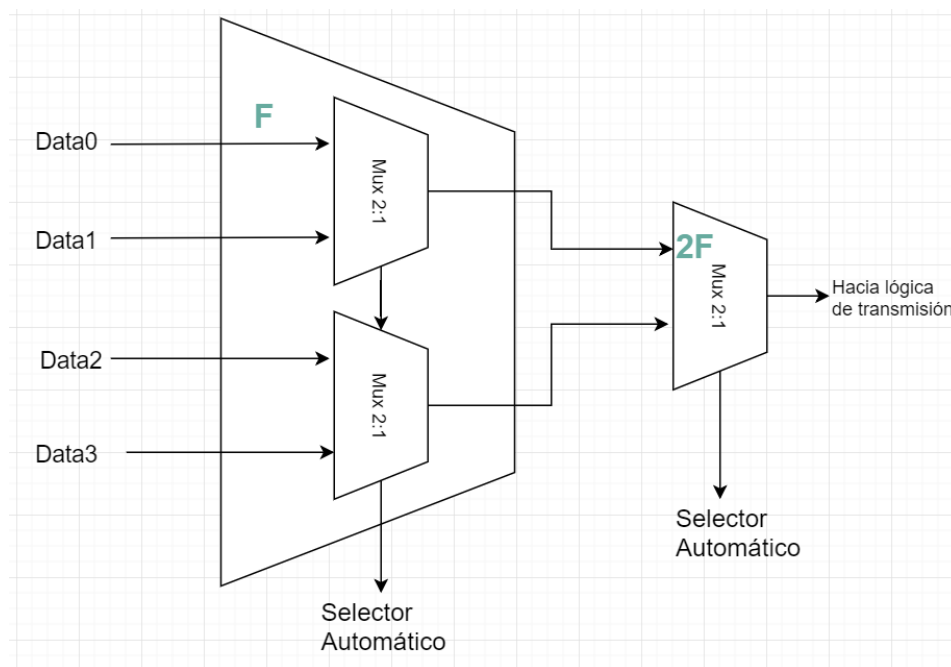 F
Data0
Mux 2:1
Data1
2F
Mux 2:1
Hacia lógica
de transmisión
Data2
Mux 2:1
Data3
Selector
Automático
Selector
Automático